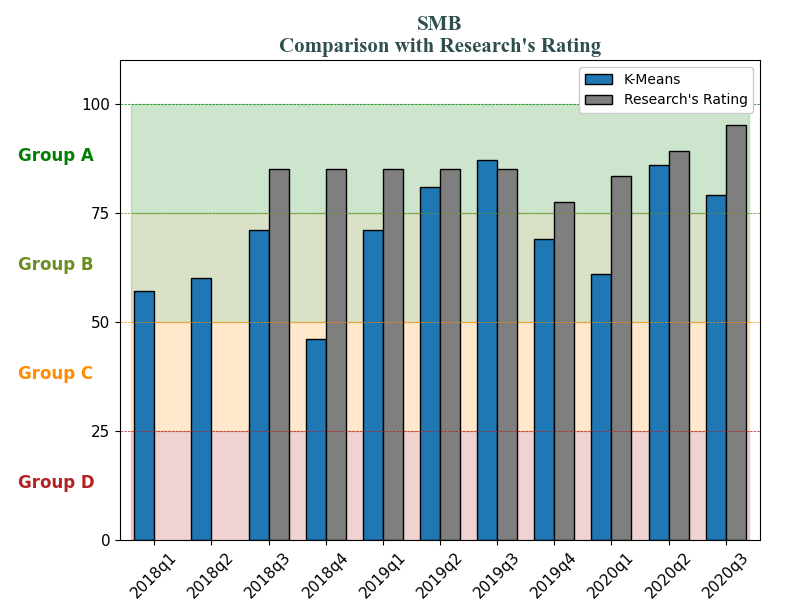 SMB
Comparison with Research's Rating
K-Means
Research's Rating
100
Group A
75
Group B
50
Group C
25
Group D
0
2018q1
2018q2
2018q3
2018q4
2019q1
2019q2
2019q3
2019q4
2020q1
2020q2
2020q3